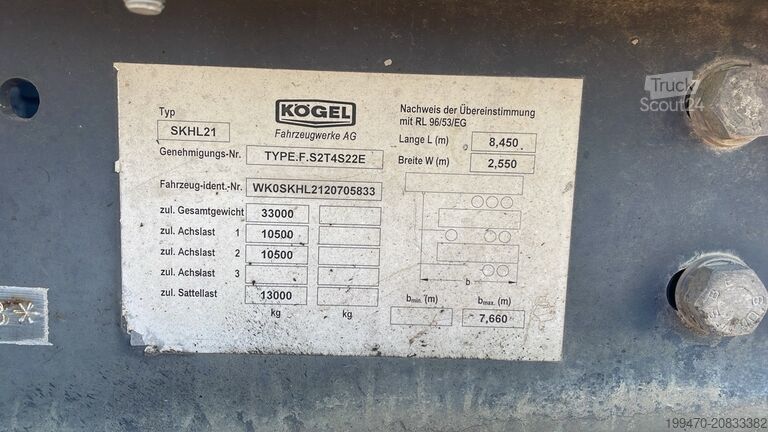 Truck
Scout24
Typ
SKHL21
KÖGEL
Fahrzeugwerke AG
Genehmigungs-Nr.
TYPE.F.S2T4S22E
Fahrzeug-ident.-Nr.
WK0SKHL2120705833
zul. Gesamtgewicht 33000
zul. Achslast 1 10500
zul. Achslast 2 10500
zul. Achslast 3
zul. Sattellast 13000
kg kg
Nachweis der Übereinstimmung
mit RL 96/53/EG
Lange L (m) 8,450
Breite W (m) 2,550
b
bmin. (m) bmax. (m)
7,660
8*
199470-20833382